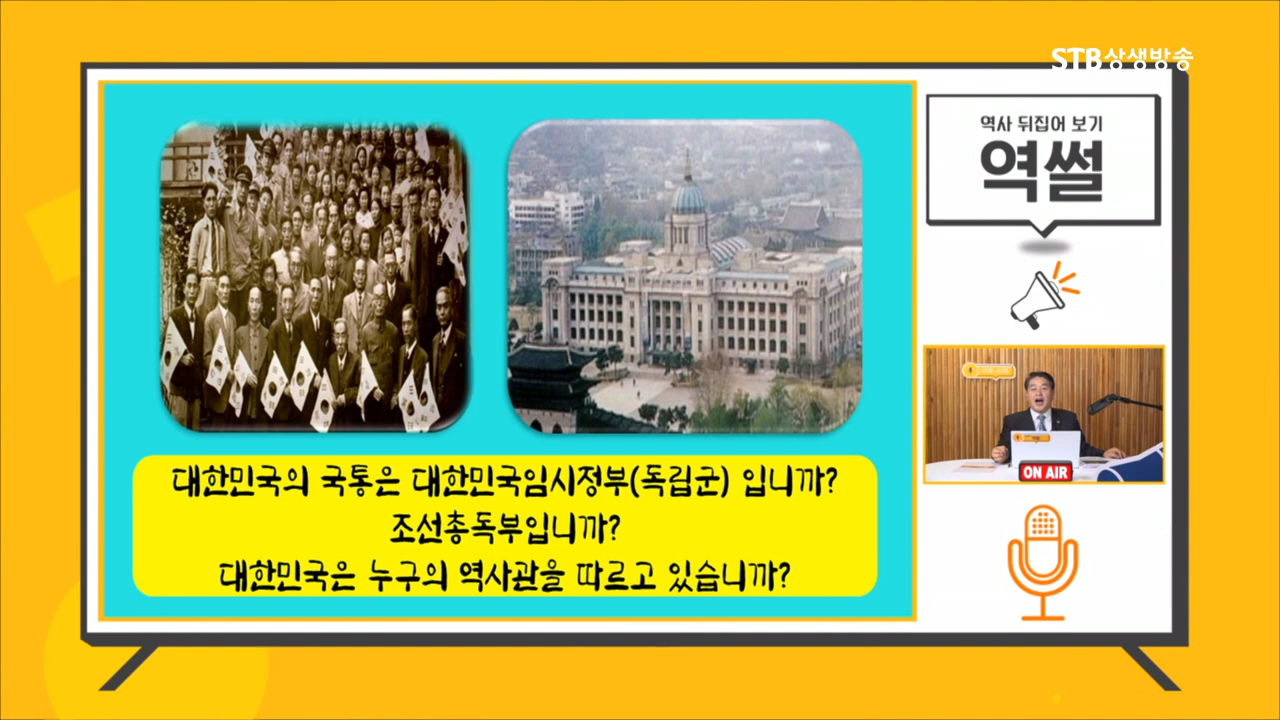 STB상생방송
역사 뒤집어 보기
역썰
대한민국의 국통은 대한민국임시정부(독립군) 입니까?
조선총독부입니까?
대한민국은 누구의 역사관을 따르고 있습니까?
ON AIR